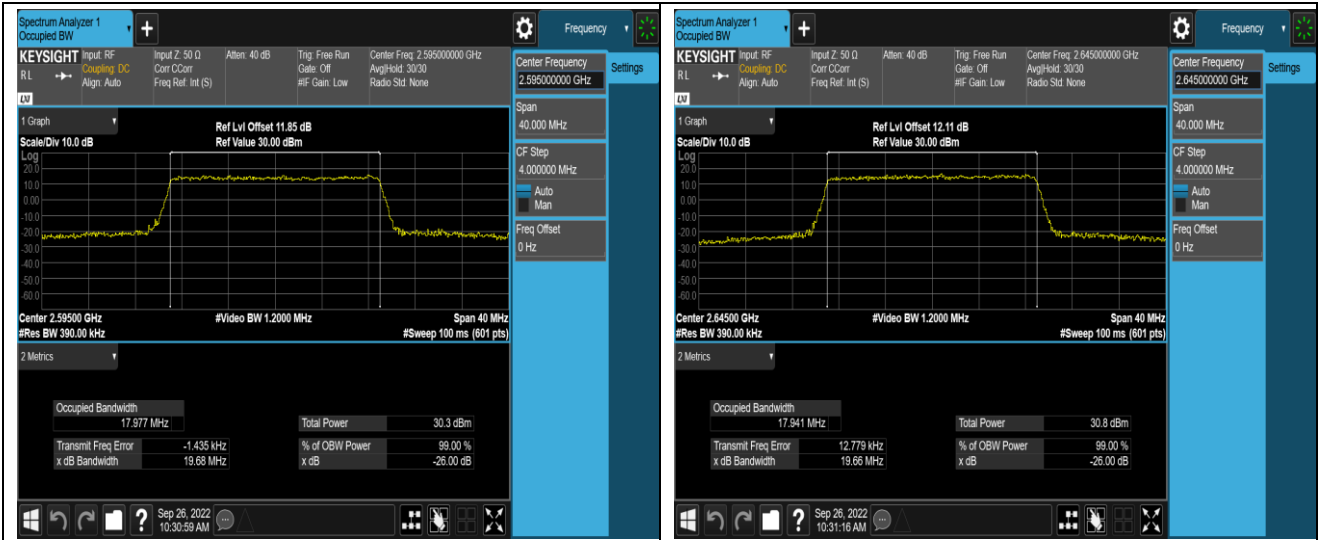 Spectrum Analyzer 1
Occupied BW
+
Frequency
KEYSIGHT Input: RF Input Z: 50 Ω Atten: 40 dB Trig: Free Run Center Freq: 2.595000000 GHz
RL Coupling: DC Corr CCorr Gate: Off Avg|Hold: 30/30
Align: Auto Freq Ref: Int (S) #IF Gain: Low Radio Std: None
LXI
Center Frequency
2.595000000 GHz
Settings
Span
40.000 MHz
CF Step
4.000000 MHz
Auto
Man
Freq Offset
0 Hz
1 Graph
Ref Lvl Offset 11.85 dB
Scale/Div 10.0 dB Ref Value 30.00 dBm
Log
20.0
10.0
0.00
-10.0
-20.0
-30.0
-40.0
-50.0
-60.0
Center 2.59500 GHz #Video BW 1.2000 MHz Span 40 MHz
#Res BW 390.00 kHz #Sweep 100 ms (601 pts)
2 Metrics
Occupied Bandwidth
17.977 MHz Total Power 30.3 dBm
Transmit Freq Error -1.435 kHz % of OBW Power 99.00 %
x dB Bandwidth 19.68 MHz x dB -26.00 dB
?
Sep 26, 2022
10:30:59 AM
Spectrum Analyzer 1
Occupied BW
+
Frequency
KEYSIGHT Input: RF Input Z: 50 Ω Atten: 40 dB Trig: Free Run Center Freq: 2.645000000 GHz
RL Coupling: DC Corr CCorr Gate: Off Avg|Hold: 30/30
Align: Auto Freq Ref: Int (S) #IF Gain: Low Radio Std: None
LXI
Center Frequency
2.645000000 GHz
Settings
Span
40.000 MHz
CF Step
4.000000 MHz
Auto
Man
Freq Offset
0 Hz
1 Graph
Ref Lvl Offset 12.11 dB
Scale/Div 10.0 dB Ref Value 30.00 dBm
Log
20.0
10.0
0.00
-10.0
-20.0
-30.0
-40.0
-50.0
-60.0
Center 2.64500 GHz #Video BW 1.2000 MHz Span 40 MHz
#Res BW 390.00 kHz #Sweep 100 ms (601 pts)
2 Metrics
Occupied Bandwidth
17.941 MHz Total Power 30.8 dBm
Transmit Freq Error 12.779 kHz % of OBW Power 99.00 %
x dB Bandwidth 19.66 MHz x dB -26.00 dB
?
Sep 26, 2022
10:31:16 AM